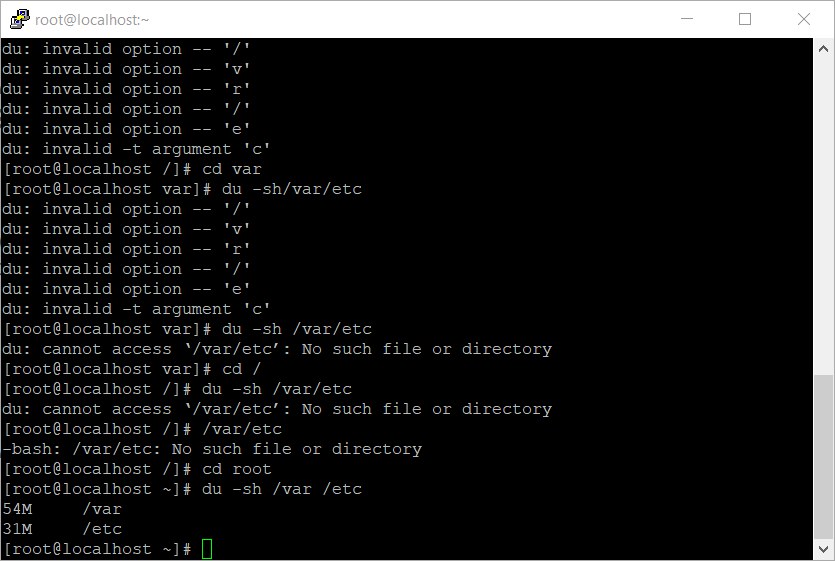 root@localhost:~
du: invalid option -- '/'
du: invalid option -- 'v'
du: invalid option -- 'r'
du: invalid option -- '/'
du: invalid option -- 'e'
du: invalid -t argument 'c'
[root@localhost /]# cd var
[root@localhost var]# du -sh/var/etc
du: invalid option -- '/'
du: invalid option -- 'v'
du: invalid option -- 'r'
du: invalid option -- '/'
du: invalid option -- 'e'
du: invalid -t argument 'c'
[root@localhost var]# du -sh /var/etc
du: cannot access ‘/var/etc’: No such file or directory
[root@localhost var]# cd /
[root@localhost /]# du -sh /var/etc
du: cannot access ‘/var/etc’: No such file or directory
[root@localhost /]# /var/etc
-bash: /var/etc: No such file or directory
[root@localhost /]# cd root
[root@localhost ~]# du -sh /var /etc
54M     /var
31M     /etc
[root@localhost ~]#